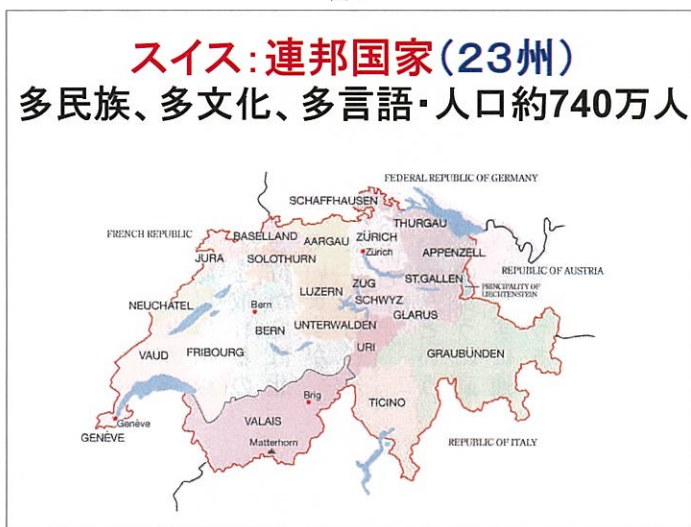 スイス:連邦国家(23州)
多民族、多文化、多言語・人口約740万人
FEDERAL REPUBLIC OF GERMANY
SCHAFFHAUSEN
THURGAU
FRENCH REPUBLIC
BASELLAND
AARGAU
ZÜRICH
Zürich
APPENZELL
JURA
SOLOTHURN
REPUBLIC OF AUSTRIA
ZUG
ST.GALLEN
PRINCIPALITY OF
LIECHTENSTEIN
LUZERN
SCHWYZ
NEUCHÂTEL
Bern
GLARUS
BERN
UNTERWALDEN
URI
VAUD
FRIBOURG
GRAUBÜNDEN
Brig
TICINO
Genève
VALAIS
GENÈVE
Matterhorn
REPUBLIC OF ITALY